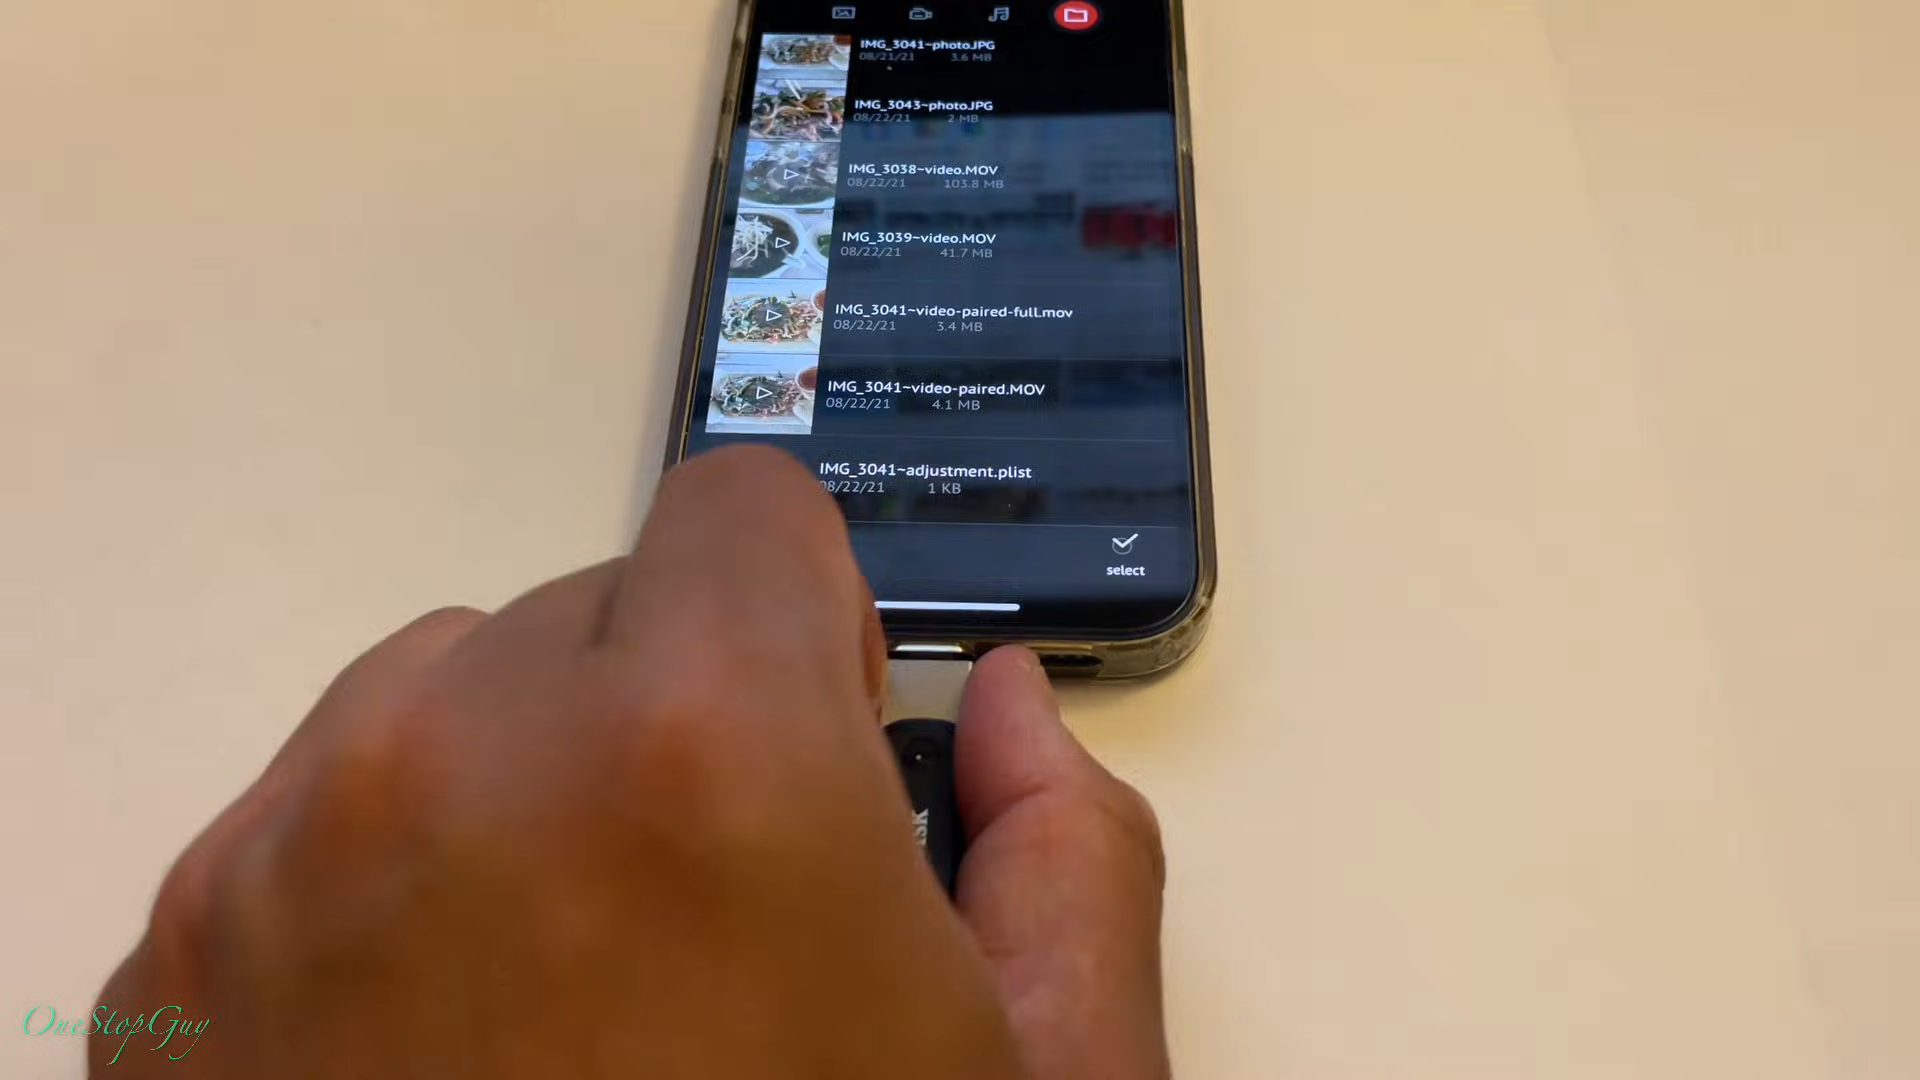 IMG_3041~photo.JPG
08/21/21 3.6 MB
IMG_3043~photo.JPG
08/22/21 2 MB
IMG_3038~video.MOV
08/22/21 103.8 MB
IMG_3039~video.MOV
08/22/21 41.7 MB
IMG_3041~video-paired-full.mov
08/22/21 3.4 MB
IMG_3041~video-paired.MOV
08/22/21 4.1 MB
IMG_3041~adjustment.plist
08/22/21 1 KB
select
OneStopGuy